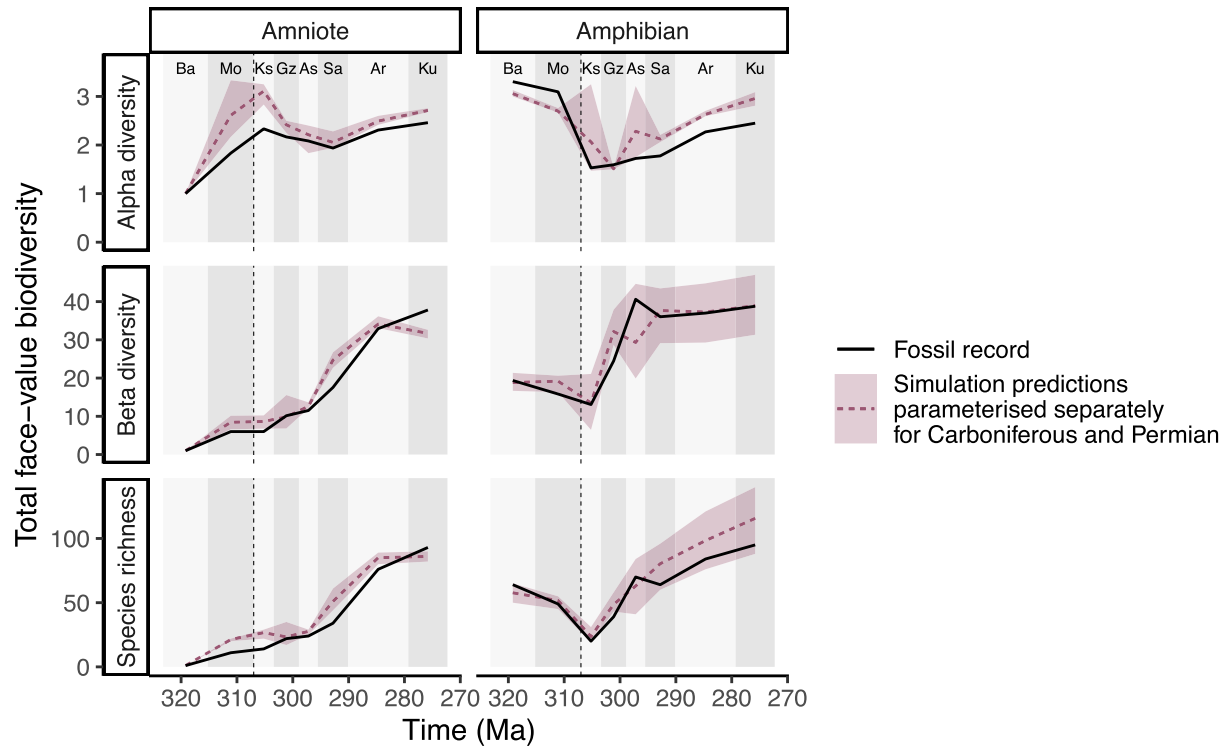 Amniote
Amphibian
Ba Mo Ks Gz As Sa Ar Ku
Ba Mo Ks Gz As Sa Ar Ku
Total face−value biodiversity
Alpha diversity
3
2
1
0
Beta diversity
40
30
20
10
0
Species richness
100
50
0
320 310 300 290 280 270
320 310 300 290 280 270
Time (Ma)
Fossil record
Simulation predictions
parameterised separately
for Carboniferous and Permian